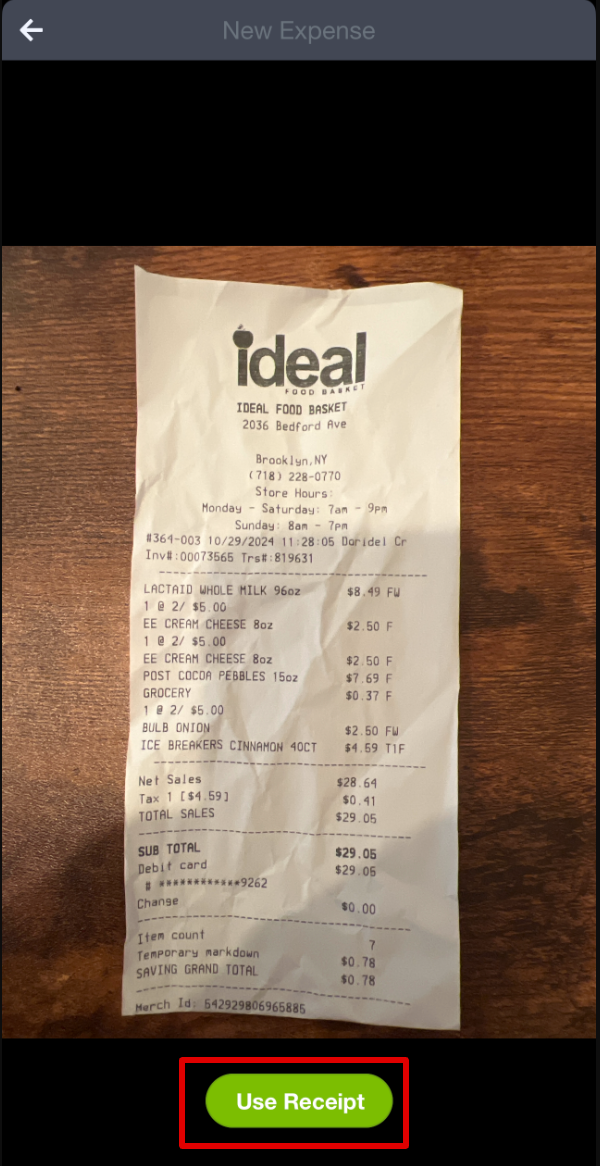 New Expense
ideal
FOOD BASKET
IDEAL FOOD BASKET
2036 Bedford Ave
Brooklyn,NY
(718) 228-0770
Store Hours:
Monday - Saturday: 7am - 9pm
Sunday: 8am - 7pm
#364-003 10/29/2024 11:28:05 Doridel Cr
Inv#:00073565 Trs#:819631
LACTAID WHOLE MILK 96oz $8.49 FW
1 @ 2/ $5.00
EE CREAM CHEESE 8oz $2.50 F
1 @ 2/ $5.00
EE CREAM CHEESE 8oz $2.50 F
POST COCOA PEBBLES 15oz $7.69 F
GROCERY $0.37 F
1 @ 2/ $5.00
BULB ONION $2.50 FW
ICE BREAKERS CINNAMON 40CT $4.59 T1F
Net Sales $28.64
Tax 1 [$4.59] $0.41
TOTAL SALES $29.05
SUB TOTAL $29.05
Debit card $29.05
# ************9262
Change $0.00
Item count 7
Temporary markdown $0.78
SAVING GRAND TOTAL $0.78
Merch Id: 542929806965885
Use Receipt